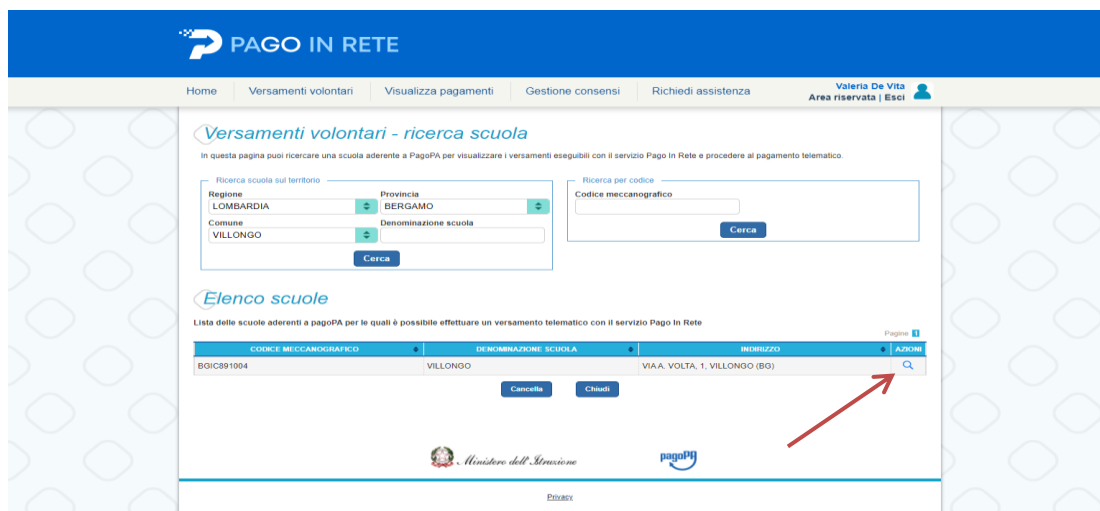 PAGO IN RETE
Home Versamenti volontari Visualizza pagamenti Gestione consensi Richiedi assistenza
Valeria De Vita
Area riservata | Esci
Versamenti volontari - ricerca scuola
In questa pagina puoi ricercare una scuola aderente a PagoPA per visualizzare i versamenti eseguibili con il servizio Pago In Rete e procedere al pagamento telematico.
Ricerca scuola sul territorio
Regione Provincia
LOMBARDIA BERGAMO
Comune Denominazione scuola
VILLONGO
Cerca
Ricerca per codice
Codice meccanografico
Cerca
Elenco scuole
Lista delle scuole aderenti a pagoPA per le quali è possibile effettuare un versamento telematico con il servizio Pago In Rete
Pagine 1
CODICE MECCANOGRAFICO DENOMINAZIONE SCUOLA INDIRIZZO AZIONI
BGIC891004 VILLONGO VIA A. VOLTA, 1, VILLONGO (BG)
Cancella Chiudi
Ministero dell'Istruzione
pagoPA
Privacy